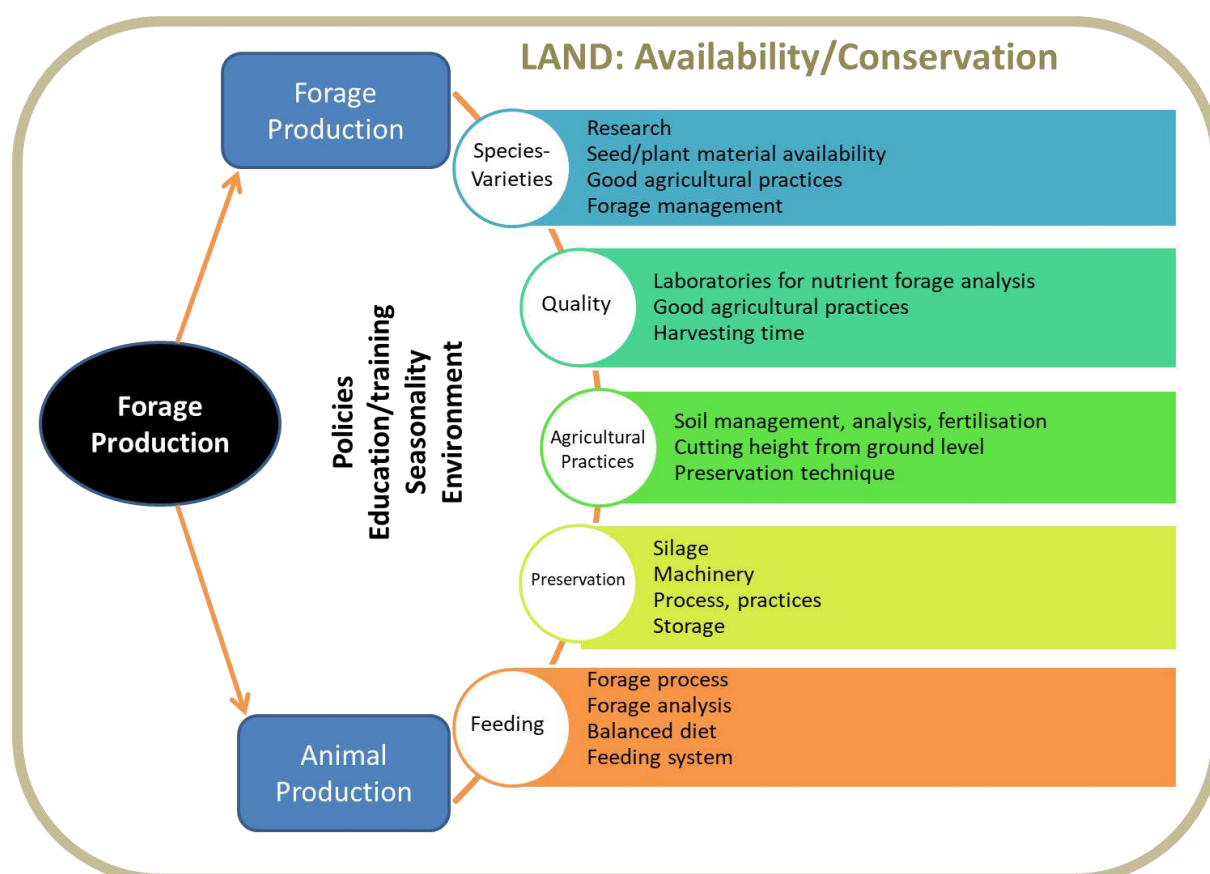 LAND: Availability/Conservation
Forage
Production
Species-
Varieties
Research
Seed/plant material availability
Good agricultural practices
Forage management
Quality
Laboratories for nutrient forage analysis
Good agricultural practices
Harvesting time
Forage
Production
Policies
Education/training
Seasonality
Environment
Agricultural
Practices
Soil management, analysis, fertilisation
Cutting height from ground level
Preservation technique
Preservation
Silage
Machinery
Process, practices
Storage
Feeding
Forage process
Forage analysis
Balanced diet
Feeding system
Animal
Production